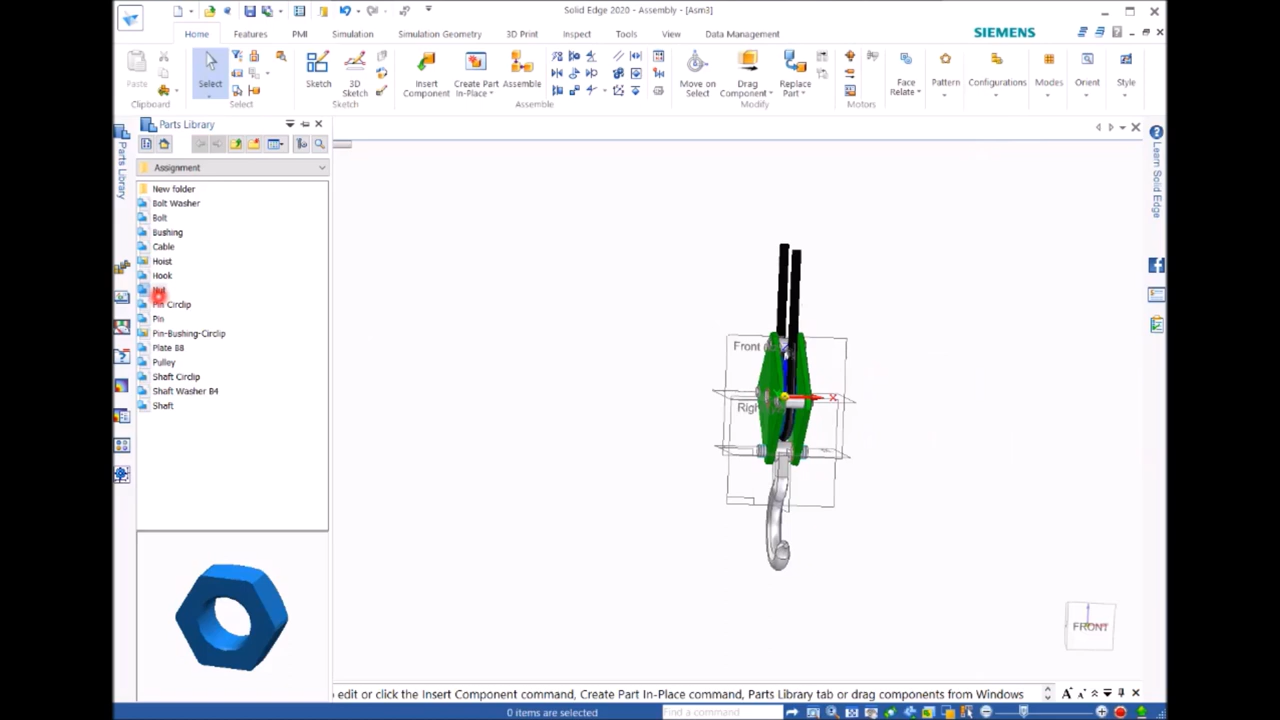 Solid Edge 2020 - Assembly - [Asm3]
Home
Features
PMI
Simulation
Simulation Geometry
3D Print
Inspect
Tools
View
Data Management
SIEMENS
Paste
Select
Sketch
3D Sketch
Insert Component
Create Part In-Place
Assemble
Move on Select
Drag Component
Replace Part
Face Relate
Pattern
Configurations
Modes
Orient
Style
Clipboard
Select
Sketch
Assemble
Modify
Motors
Parts Library
Parts Library
Assignment
New folder
Bolt Washer
Bolt
Bushing
Cable
Hoist
Hook
Nut
Pin Circlip
Pin
Pin-Bushing-Circlip
Plate B8
Pulley
Shaft Circlip
Shaft Washer B4
Shaft
Learn Solid Edge
Front
X
FRONT
edit or click the Insert Component command, Create Part In-Place command, Parts Library tab or drag components from Windows
0 items are selected
Find a command